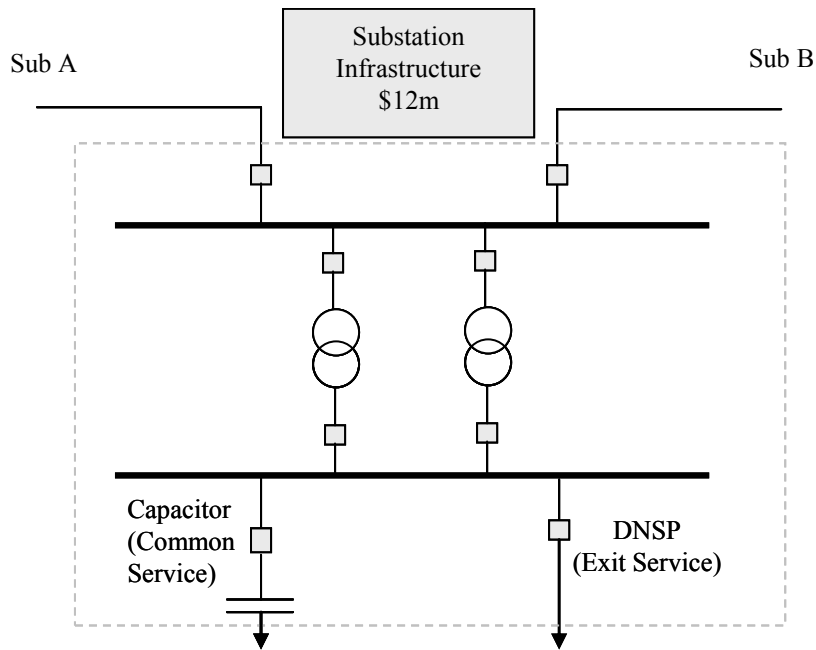 Substation
Infrastructure
$12m
Sub A
Sub B
Capacitor
(Common
Service)
DNSP
(Exit Service)